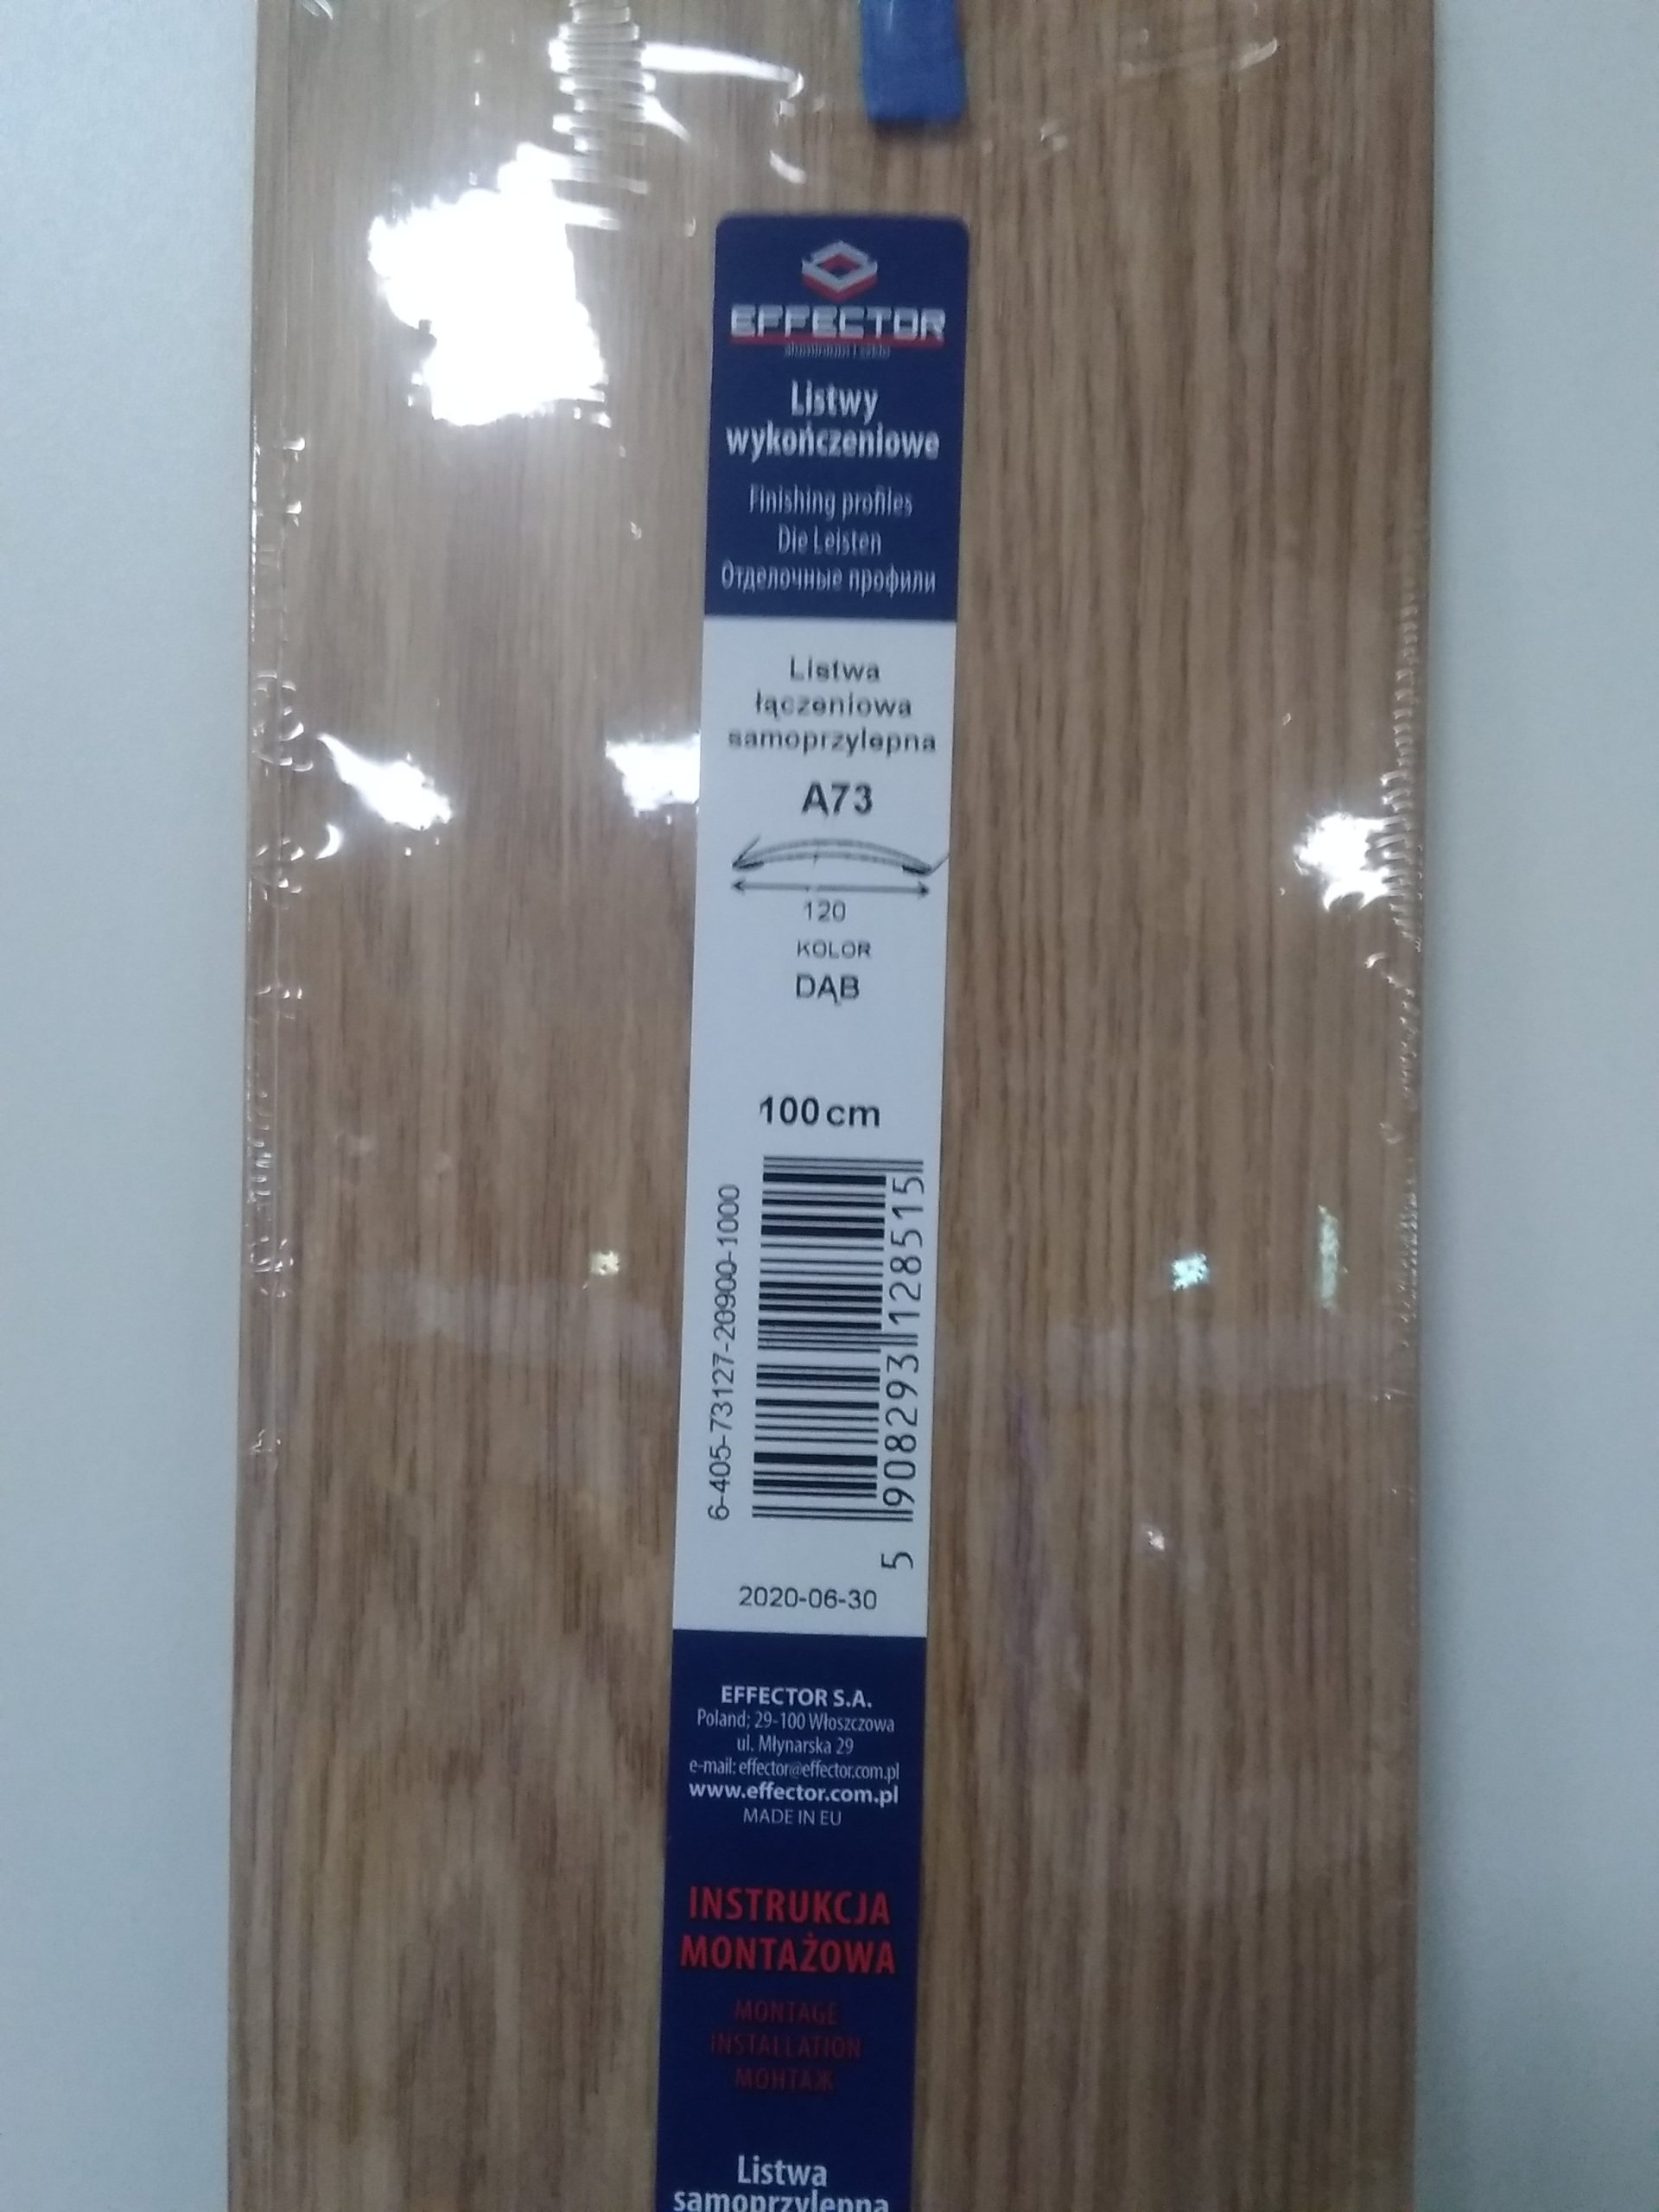 EFFECTOR
Listwy
wykończeniowe
Finishing profiles
Die Leisten
Отделочные профили
Listwa
łączeniowa
samoprzylepna
A73
120
KOLOR
DĄB
100cm
6-405-73127-20900-1000
5 908293 128515
2020-06-30
EFFECTOR S.A.
Poland; 29-100 Włoszczowa
ul. Młynarska 29
e-mail: effector@effector.com.pl
www.effector.com.pl
MADE IN EU
INSTRUKCJA
MONTAŻOWA
MONTAGE
INSTALLATION
МОНТАЖ
Listwa
samoprzylepna